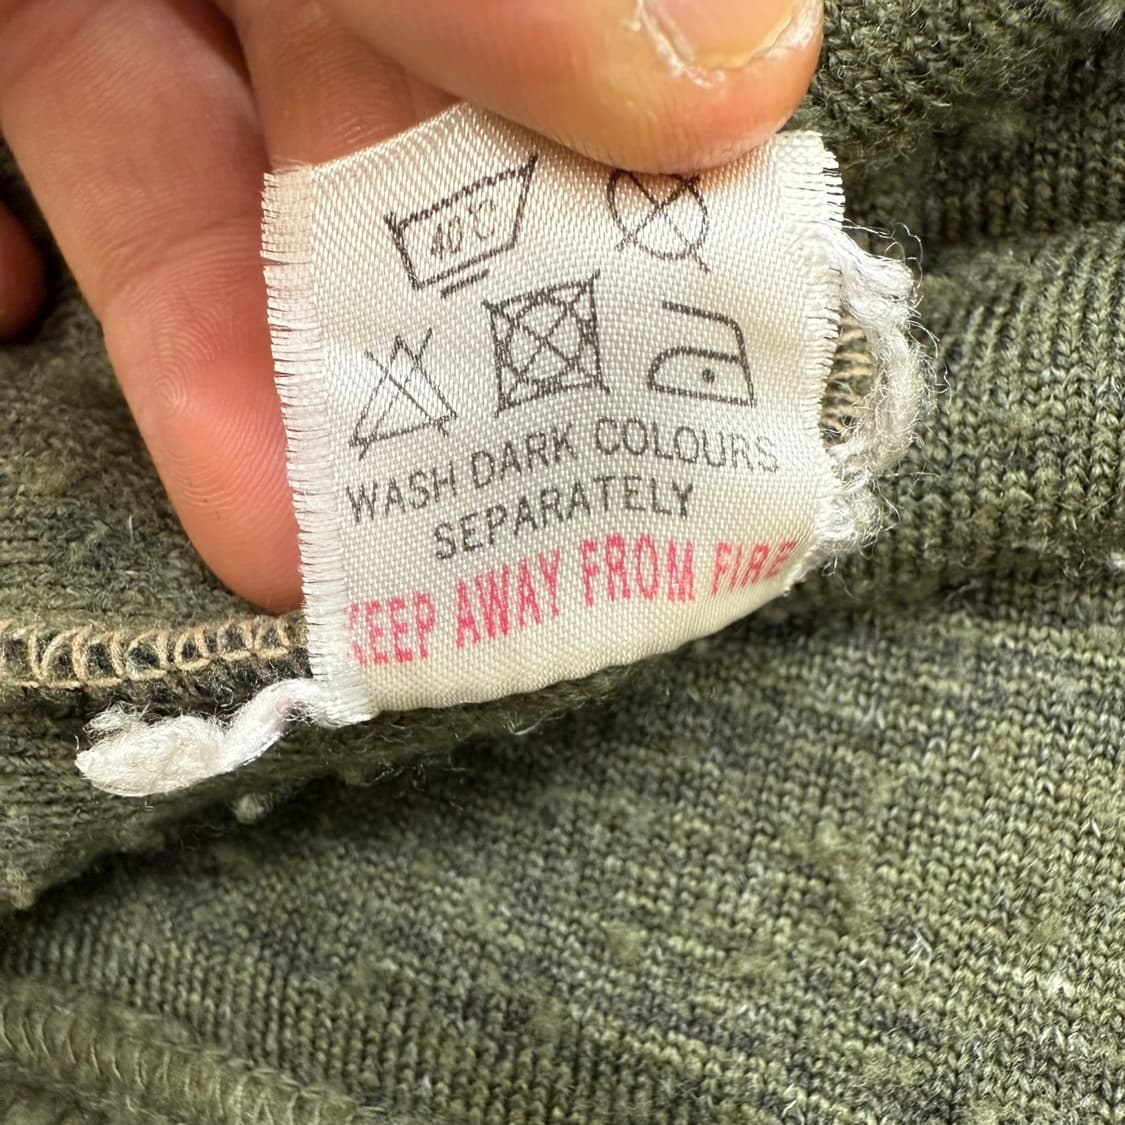 40°C
WASH DARK COLOURS
SEPARATELY
KEEP AWAY FROM FIRE